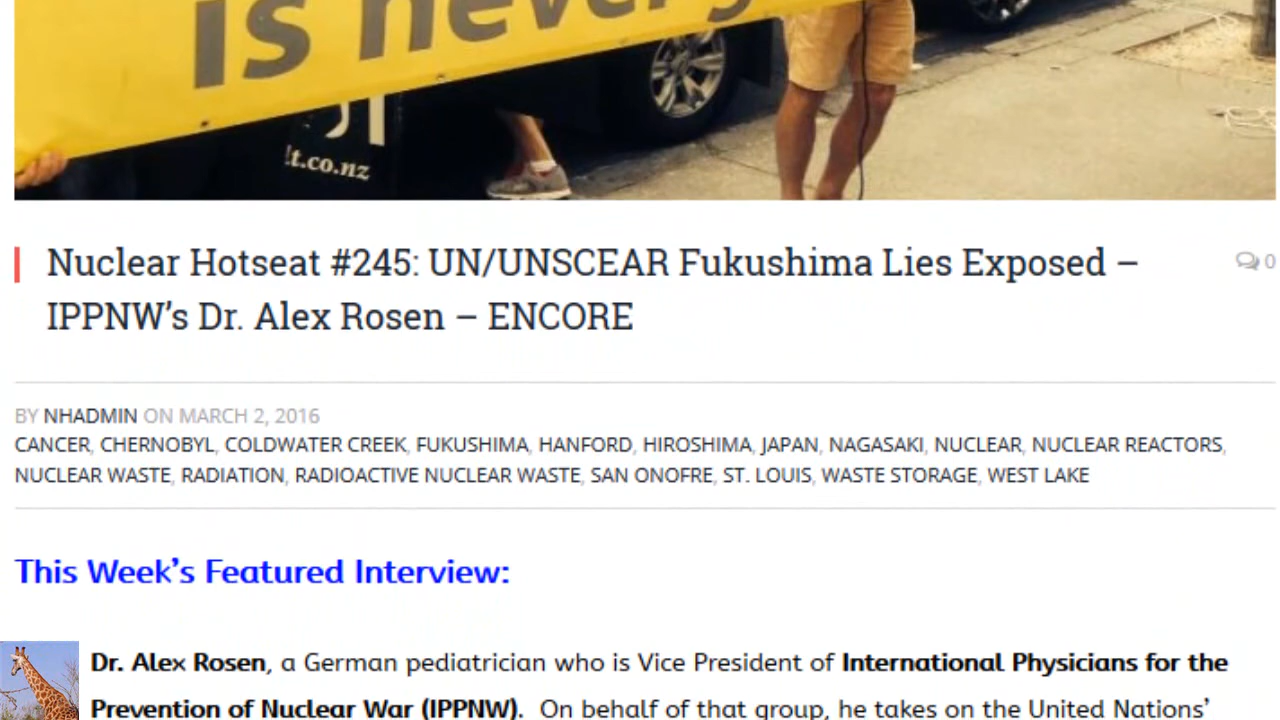 is never
lt.co.nz
Nuclear Hotseat #245: UN/UNSCEAR Fukushima Lies Exposed –
0
IPPNW’s Dr. Alex Rosen – ENCORE
BY NHADMIN ON MARCH 2, 2016
CANCER, CHERNOBYL, COLDWATER CREEK, FUKUSHIMA, HANFORD, HIROSHIMA, JAPAN, NAGASAKI, NUCLEAR, NUCLEAR REACTORS,
NUCLEAR WASTE, RADIATION, RADIOACTIVE NUCLEAR WASTE, SAN ONOFRE, ST. LOUIS, WASTE STORAGE, WEST LAKE
This Week’s Featured Interview:
Dr. Alex Rosen, a German pediatrician who is Vice President of International Physicians for the
Prevention of Nuclear War (IPPNW).  On behalf of that group, he takes on the United Nations’